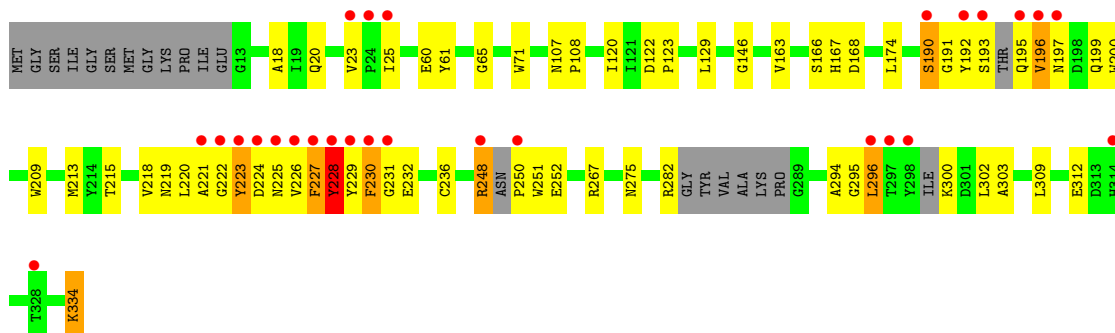 MET GLY SER ILE GLY SER MET GLY LYS PRO ILE GLU G13 A18 I19 Q20 V23 P24 I25 E60 Y61 G65 W71 N107 P108 I120 I121 D122 P123 L129 G146 V163 S166 H167 D168 L174 S190 G191 Y192 S193 THR Q195 V196 N197 D198 Q199 W200
W209 M213 Y214 T215 V218 N219 L220 A221 G222 Y223 D224 N225 V226 F227 Y228 Y229 F230 G231 E232 C236 R248 ASN P250 W251 E252 R267 N275 R282 GLY TYR VAL ALA LYS PRO G289 A294 G295 L296 T297 Y298 ILE K300 D301 L302 A303 L309 E312 D313
T328 K334